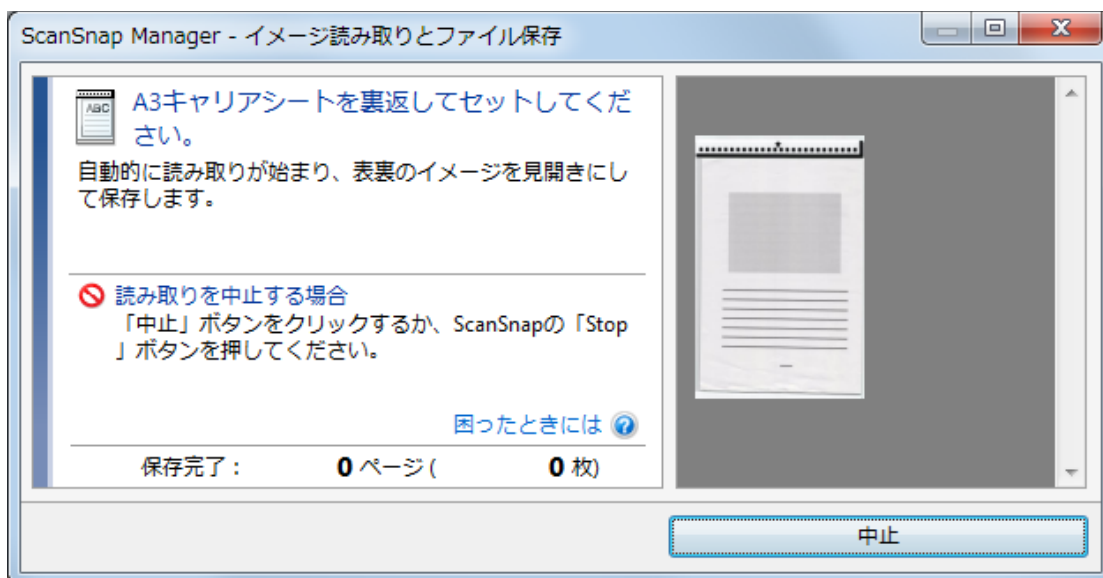 ScanSnap Manager - イメージ読み取りとファイル保存
A3キャリアシートを裏返してセットしてくだ
さい。
自動的に読み取りが始まり、表裏のイメージを見開きにし
て保存します。
読み取りを中止する場合
「中止」ボタンをクリックするか、ScanSnapの「Stop
」ボタンを押してください。
困ったときには
保存完了： 0 ページ ( 0 枚)
中止
ABC